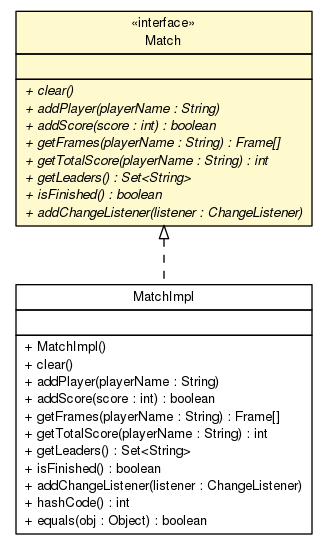 «interface»
Match
+ clear()
+ addPlayer(playerName : String)
+ addScore(score : int) : boolean
+ getFrames(playerName : String) : Frame[]
+ getTotalScore(playerName : String) : int
+ getLeaders() : Set<String>
+ isFinished() : boolean
+ addChangeListener(listener : ChangeListener)
MatchImpl
+ MatchImpl()
+ clear()
+ addPlayer(playerName : String)
+ addScore(score : int) : boolean
+ getFrames(playerName : String) : Frame[]
+ getTotalScore(playerName : String) : int
+ getLeaders() : Set<String>
+ isFinished() : boolean
+ addChangeListener(listener : ChangeListener)
+ hashCode() : int
+ equals(obj : Object) : boolean